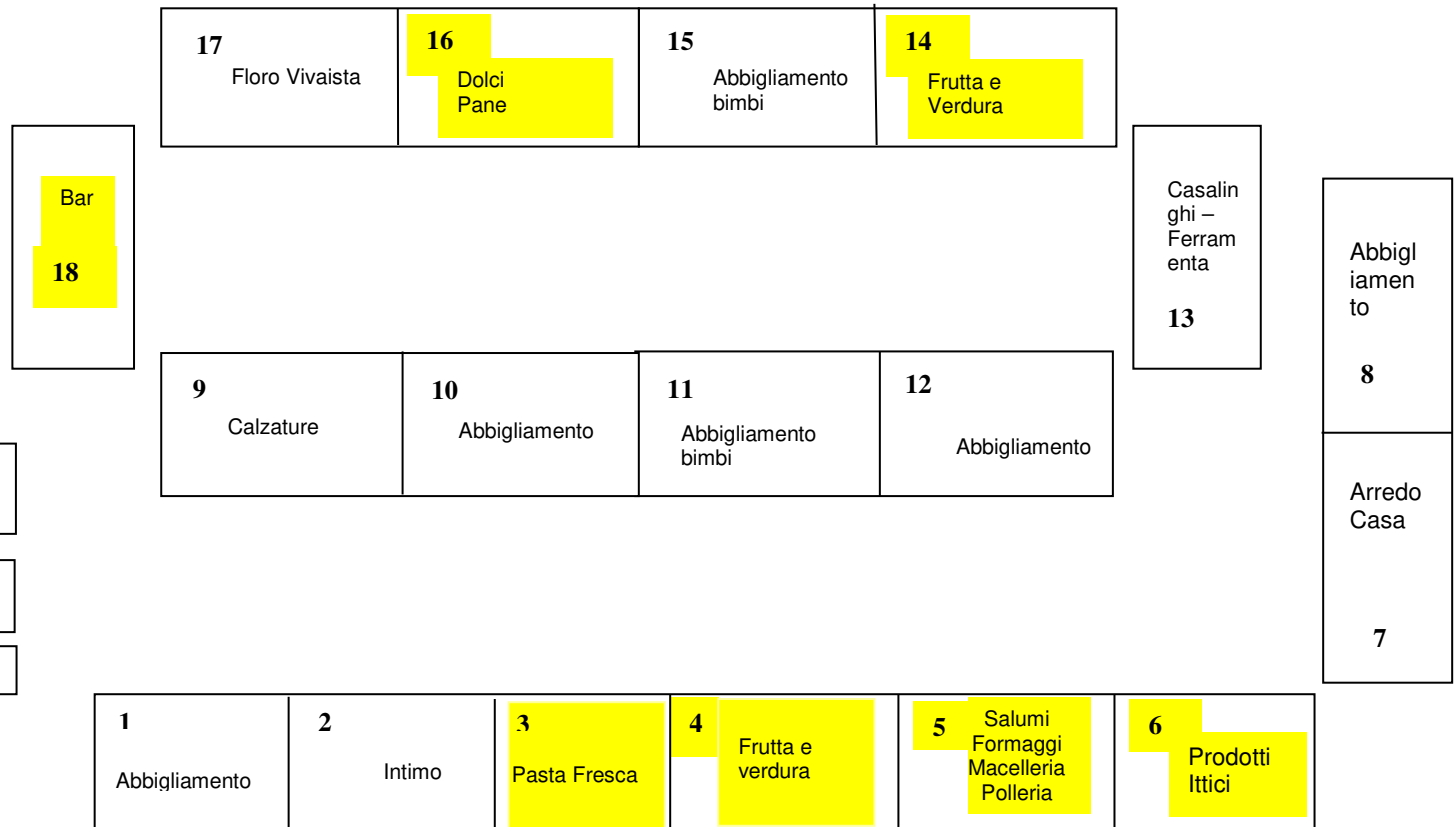 17
Floro Vivaista
16
Dolci
Pane
15
Abbigliamento
bimbi
14
Frutta e
Verdura
Bar
18
Casalin
ghi –
Ferram
enta
13
Abbigl
iamen
to
8
9
Calzature
10
Abbigliamento
11
Abbigliamento
bimbi
12
Abbigliamento
Arredo
Casa
7
1
Abbigliamento
2
Intimo
3
Pasta Fresca
4
Frutta e
verdura
5
Salumi
Formaggi
Macelleria
Polleria
6
Prodotti
Ittici